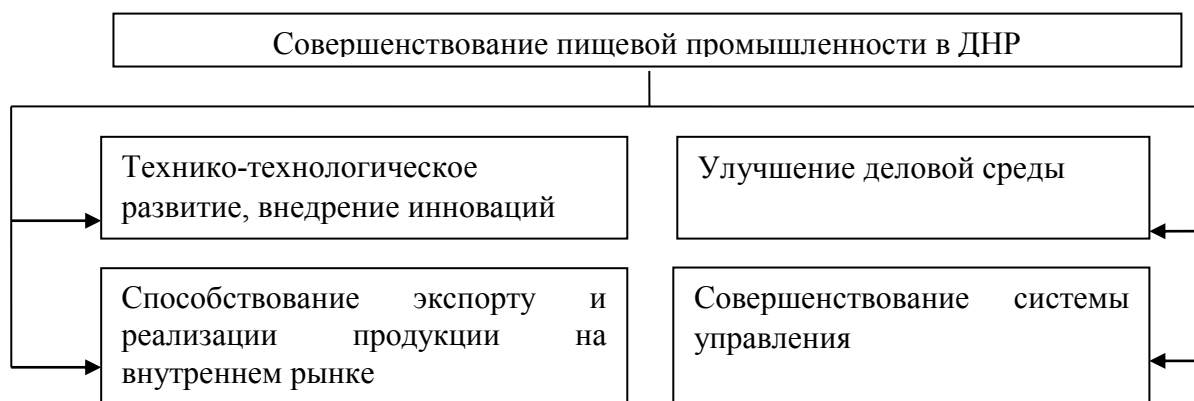 Совершенствование пищевой промышленности в ДНР
Технико-технологическое
развитие, внедрение инноваций
Улучшение деловой среды
Способствование экспорту и
реализации продукции на
внутреннем рынке
Совершенствование системы
управления